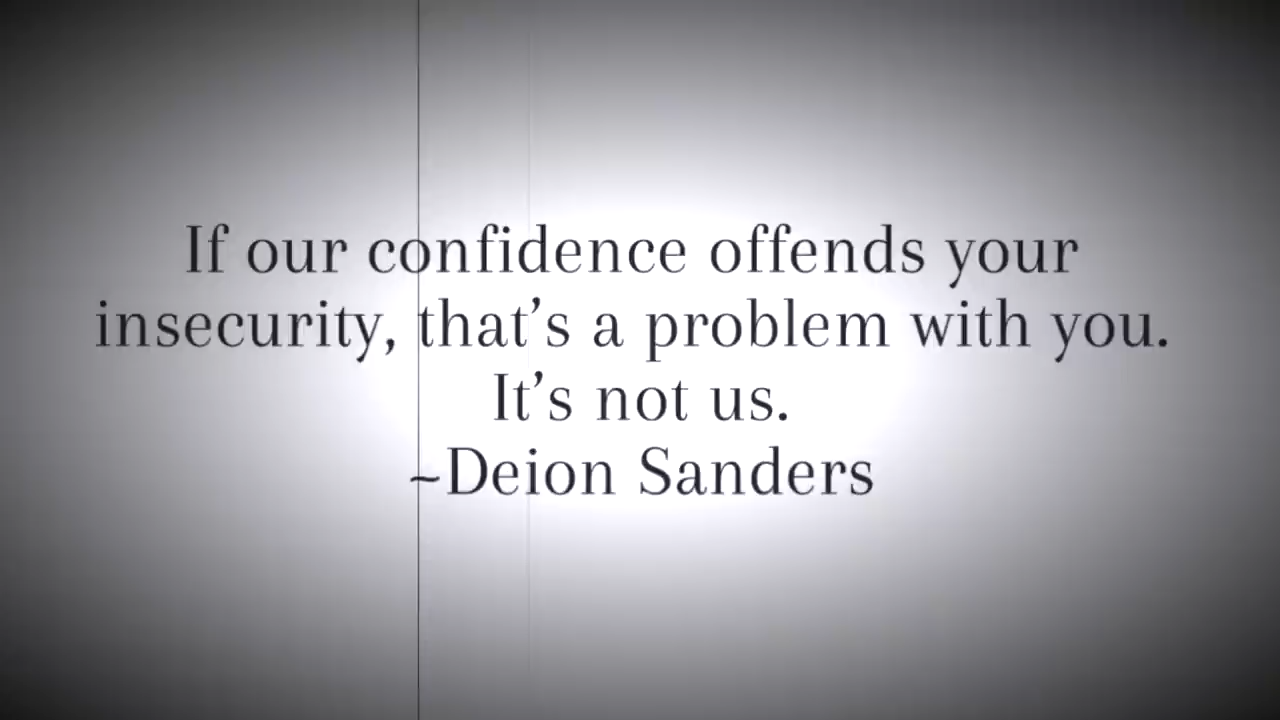 If our confidence offends your
insecurity, that’s a problem with you.
It’s not us.
~Deion Sanders